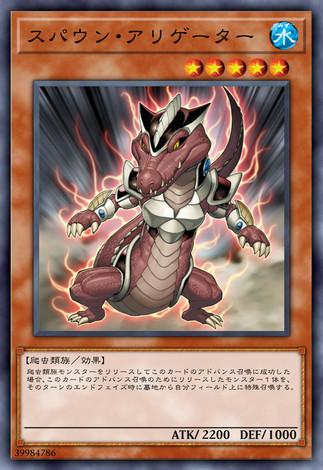 スパウン・アリゲーター
水
【爬虫類族／効果】
爬虫類族モンスターをリリースしてこのカードのアドバンス召喚に成功した
場合、このカードのアドバンス召喚のためにリリースしたモンスター１体を、
そのターンのエンドフェイズ時に墓地から自分フィールド上に特殊召喚する。
ATK/ 2200 DEF/1000
39984786